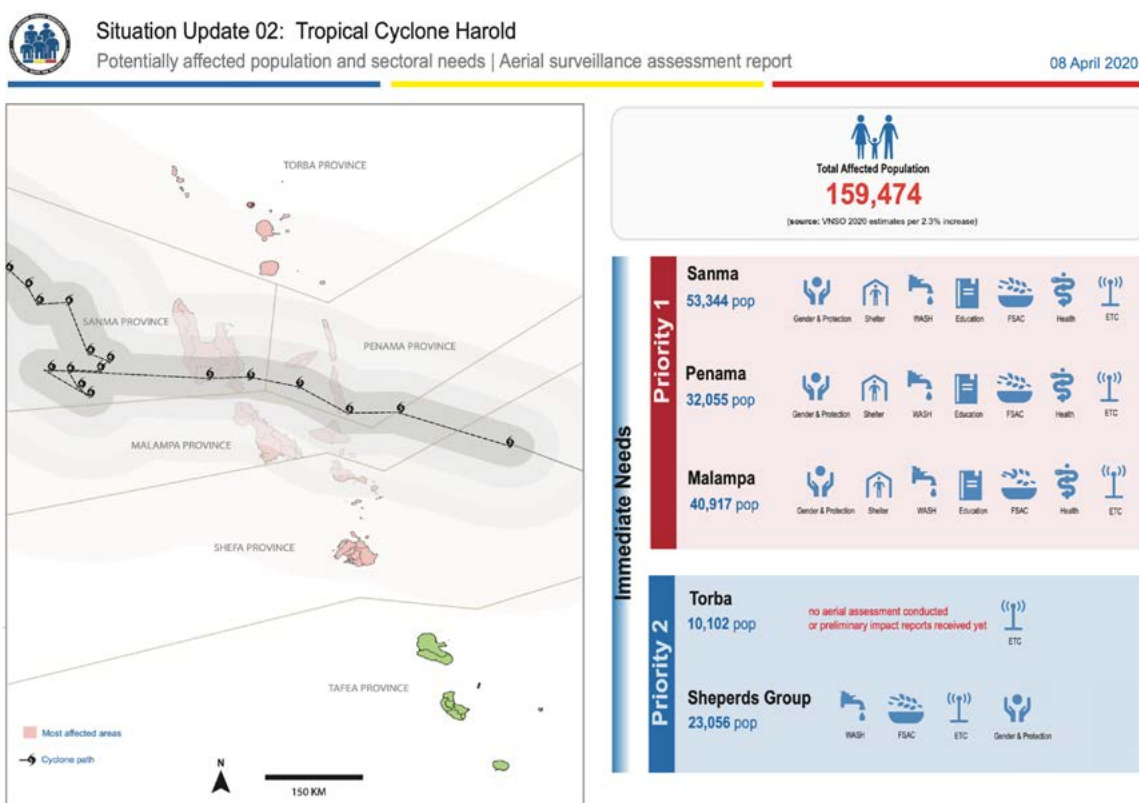 Situation Update 02: Tropical Cyclone Harold
Potentially affected population and sectoral needs | Aerial surveillance assessment report
08 April 2020
TORBA PROVINCE
SANMA PROVINCE
PENAMA PROVINCE
MALAMPA PROVINCE
SHEFA PROVINCE
TAFEA PROVINCE
Most affected areas
Cyclone path
N
150 KM
Total Affected Population
159,474
(source: VNSO 2020 estimates per 2.3% increase)
Immediate Needs
Priority 1
Sanma
53,344 pop
Gender & Protection Shelter WASH Education FSAC Health ETC
Penama
32,055 pop
Gender & Protection Shelter WASH Education FSAC Health ETC
Malampa
40,917 pop
Gender & Protection Shelter WASH Education FSAC Health ETC
Priority 2
Torba
10,102 pop
no aerial assessment conducted
or preliminary impact reports received yet
ETC
Sheperds Group
23,056 pop
WASH FSAC ETC Gender & Protection